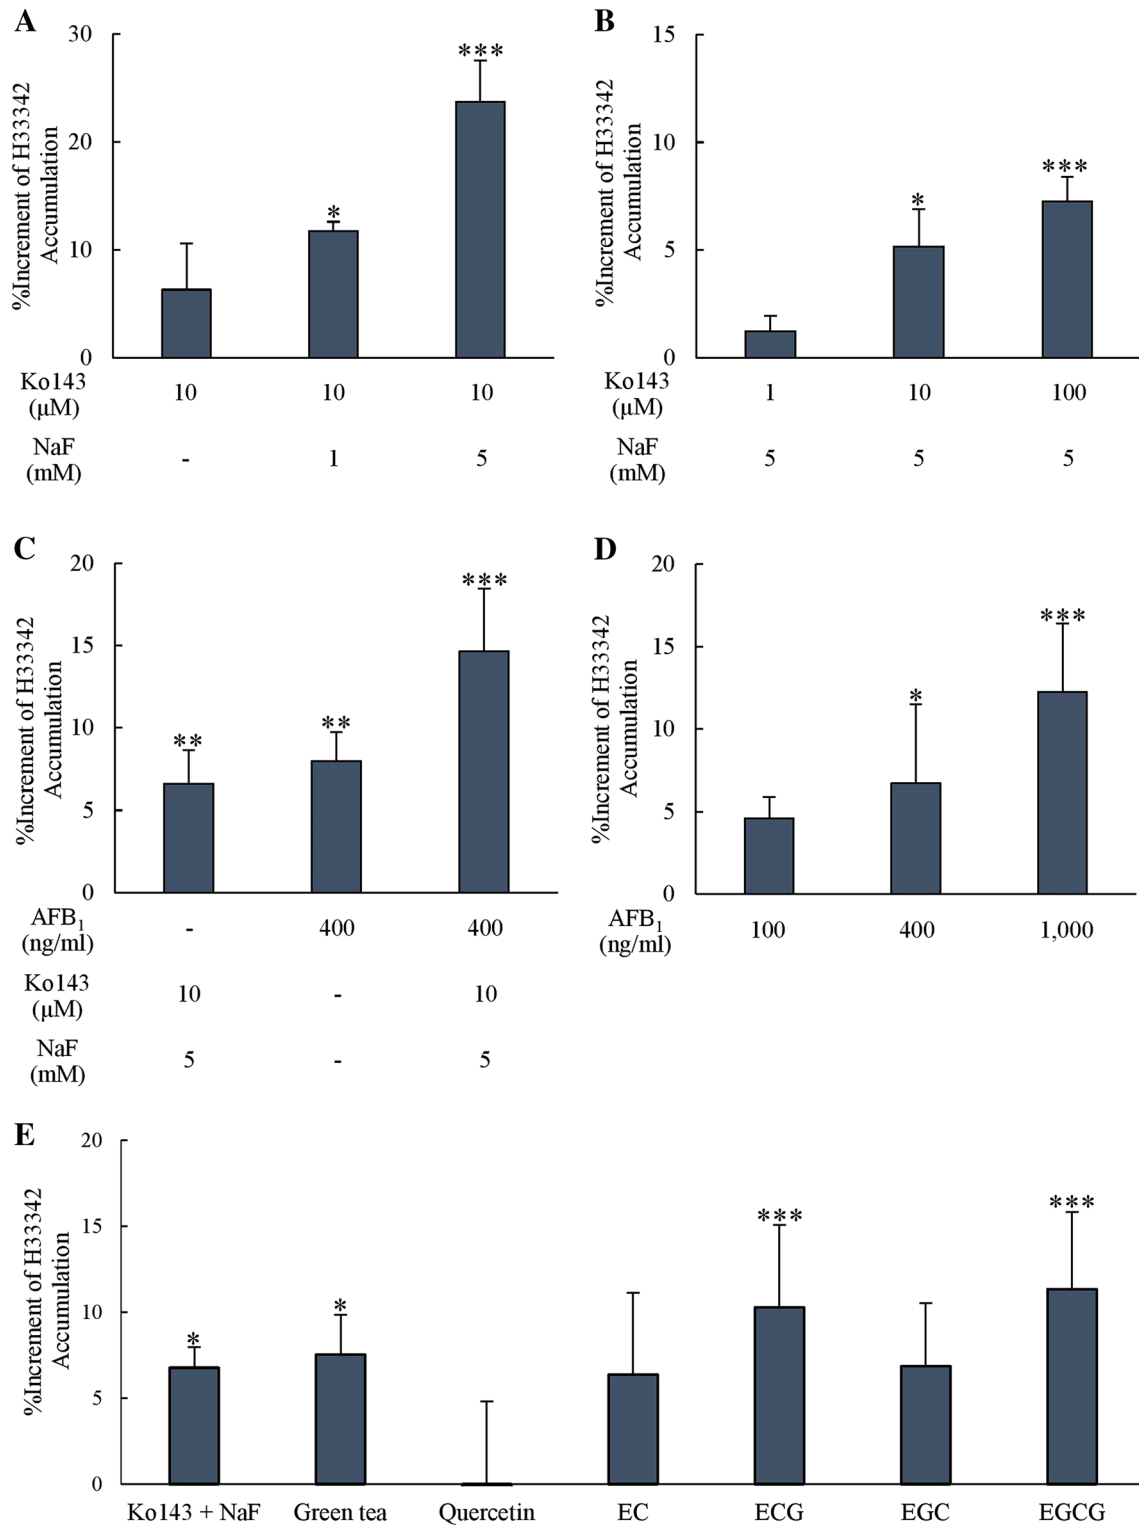 A
%Increment of H33342
Accumulation
30
20
10
0
*
***
Ko143
(μM)
10
10
10
NaF
(mM)
-
1
5
B
%Increment of H33342
Accumulation
15
10
5
0
*
***
Ko143
(μM)
1
10
100
NaF
(mM)
5
5
5
C
%Increment of H33342
Accumulation
20
15
10
5
0
**
**
***
AFB₁
(ng/ml)
-
400
400
Ko143
(μM)
10
-
10
NaF
(mM)
5
-
5
D
%Increment of H33342
Accumulation
20
15
10
5
0
*
***
AFB₁
(ng/ml)
100
400
1,000
E
%Increment of H33342
Accumulation
20
15
10
5
0
*
*
***
***
Ko143 + NaF
Green tea
Quercetin
EC
ECG
EGC
EGCG